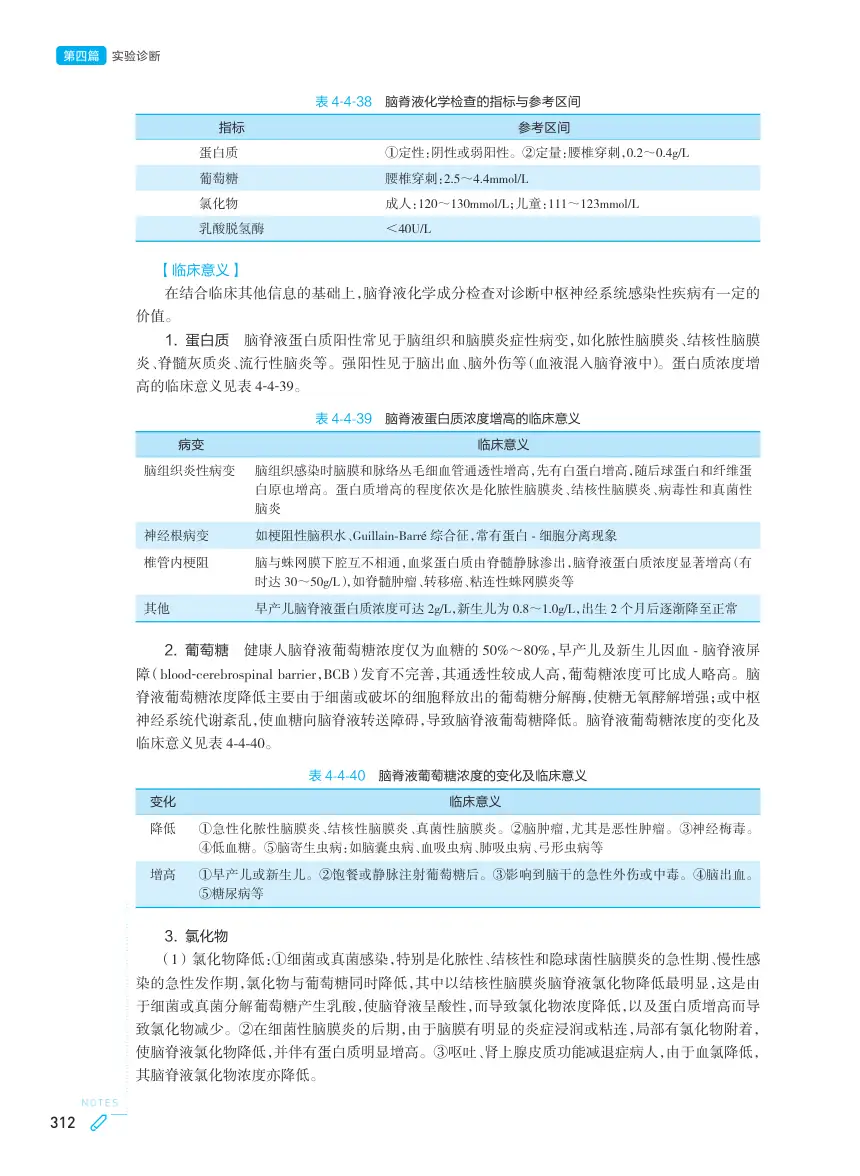 第四篇 实验诊断
表 4-4-38 脑脊液化学检查的指标与参考区间
指标 参考区间
蛋白质 ①定性:阴性或弱阳性。②定量:腰椎穿刺,0.2～0.4g/L
葡萄糖 腰椎穿刺:2.5～4.4mmol/L
氯化物 成人:120～130mmol/L;儿童:111～123mmol/L
乳酸脱氢酶 ＜40U/L
【临床意义】
在结合临床其他信息的基础上,脑脊液化学成分检查对诊断中枢神经系统感染性疾病有一定的
价值。
1. 蛋白质 脑脊液蛋白质阳性常见于脑组织和脑膜炎症性病变,如化脓性脑膜炎、结核性脑膜
炎、脊髓灰质炎、流行性脑炎等。强阳性见于脑出血、脑外伤等(血液混入脑脊液中)。蛋白质浓度增
高的临床意义见表 4-4-39。
表 4-4-39 脑脊液蛋白质浓度增高的临床意义
病变 临床意义
脑组织炎性病变 脑组织感染时脑膜和脉络丛毛细血管通透性增高,先有白蛋白增高,随后球蛋白和纤维蛋
白原也增高。蛋白质增高的程度依次是化脓性脑膜炎、结核性脑膜炎、病毒性和真菌性
脑炎
神经根病变 如梗阻性脑积水、Guillain-Barré 综合征,常有蛋白 - 细胞分离现象
椎管内梗阻 脑与蛛网膜下腔互不相通,血浆蛋白质由脊髓静脉渗出,脑脊液蛋白质浓度显著增高(有
时达 30～50g/L),如脊髓肿瘤、转移癌、粘连性蛛网膜炎等
其他 早产儿脑脊液蛋白质浓度可达 2g/L,新生儿为 0.8～1.0g/L,出生 2 个月后逐渐降至正常
2. 葡萄糖 健康人脑脊液葡萄糖浓度仅为血糖的 50%～80%,早产儿及新生儿因血 - 脑脊液屏
障(blood-cerebrospinal barrier,BCB)发育不完善,其通透性较成人高,葡萄糖浓度可比成人略高。脑
脊液葡萄糖浓度降低主要由于细菌或破坏的细胞释放出的葡萄糖分解酶,使糖无氧酵解增强;或中枢
神经系统代谢紊乱,使血糖向脑脊液转送障碍,导致脑脊液葡萄糖降低。脑脊液葡萄糖浓度的变化及
临床意义见表 4-4-40。
表 4-4-40 脑脊液葡萄糖浓度的变化及临床意义
变化 临床意义
降低 ①急性化脓性脑膜炎、结核性脑膜炎、真菌性脑膜炎。②脑肿瘤,尤其是恶性肿瘤。③神经梅毒。
④低血糖。⑤脑寄生虫病:如脑囊虫病、血吸虫病、肺吸虫病、弓形虫病等
增高 ①早产儿或新生儿。②饱餐或静脉注射葡萄糖后。③影响到脑干的急性外伤或中毒。④脑出血。
⑤糖尿病等
3. 氯化物
(1)氯化物降低:①细菌或真菌感染,特别是化脓性、结核性和隐球菌性脑膜炎的急性期、慢性感
染的急性发作期,氯化物与葡萄糖同时降低,其中以结核性脑膜炎脑脊液氯化物降低最明显,这是由
于细菌或真菌分解葡萄糖产生乳酸,使脑脊液呈酸性,而导致氯化物浓度降低,以及蛋白质增高而导
致氯化物减少。②在细菌性脑膜炎的后期,由于脑膜有明显的炎症浸润或粘连,局部有氯化物附着,
使脑脊液氯化物降低,并伴有蛋白质明显增高。③呕吐、肾上腺皮质功能减退症病人,由于血氯降低,
其脑脊液氯化物浓度亦降低。
NOTES
312